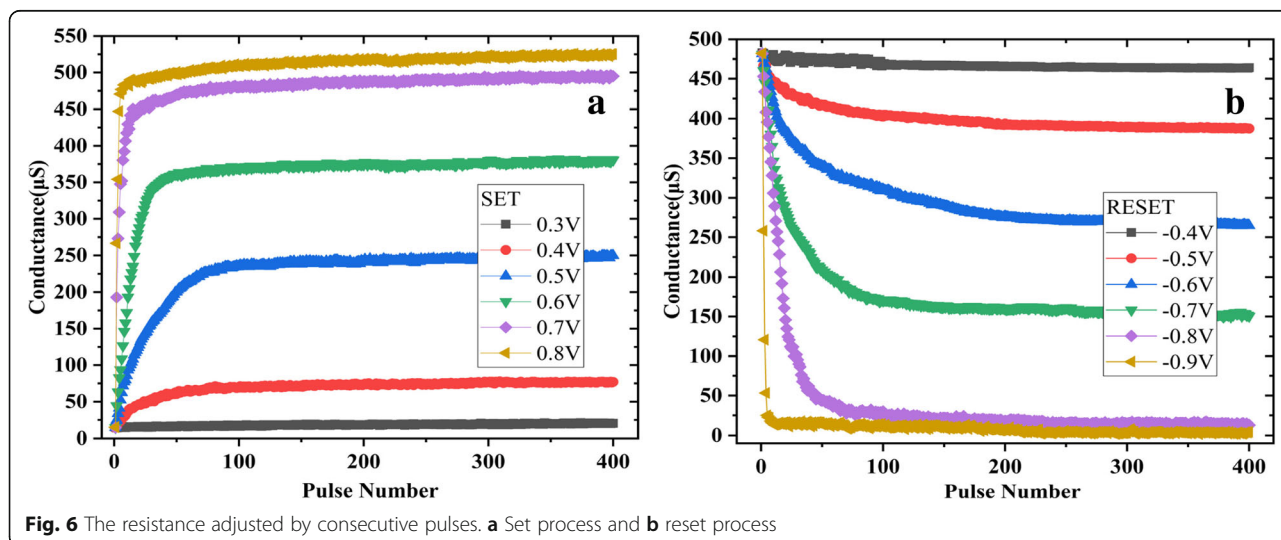 550
500
450
400
350
300
250
200
150
100
50
0
Conductance(μS)
0 100 200 300 400
Pulse Number
a
SET
0.3V
0.4V
0.5V
0.6V
0.7V
0.8V
500
450
400
350
300
250
200
150
100
50
0
Conductance(μS)
0 100 200 300 400
Pulse Number
b
RESET
-0.4V
-0.5V
-0.6V
-0.7V
-0.8V
-0.9V
Fig. 6 The resistance adjusted by consecutive pulses. a Set process and b reset process